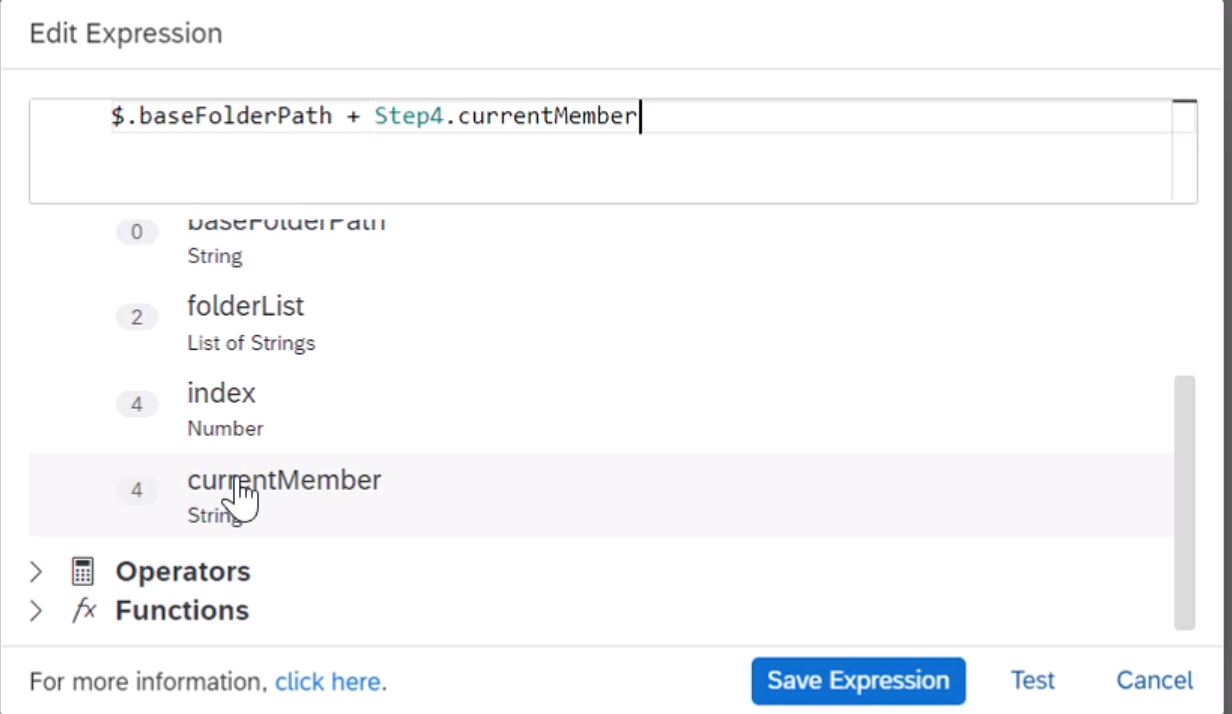 Edit Expression
$.baseFolderPath + Step4.currentMember
0 baseFolderPath
String
2 folderList
List of Strings
4 index
Number
4 currentMember
String
Operators
fx Functions
For more information, click here.
Save Expression Test Cancel